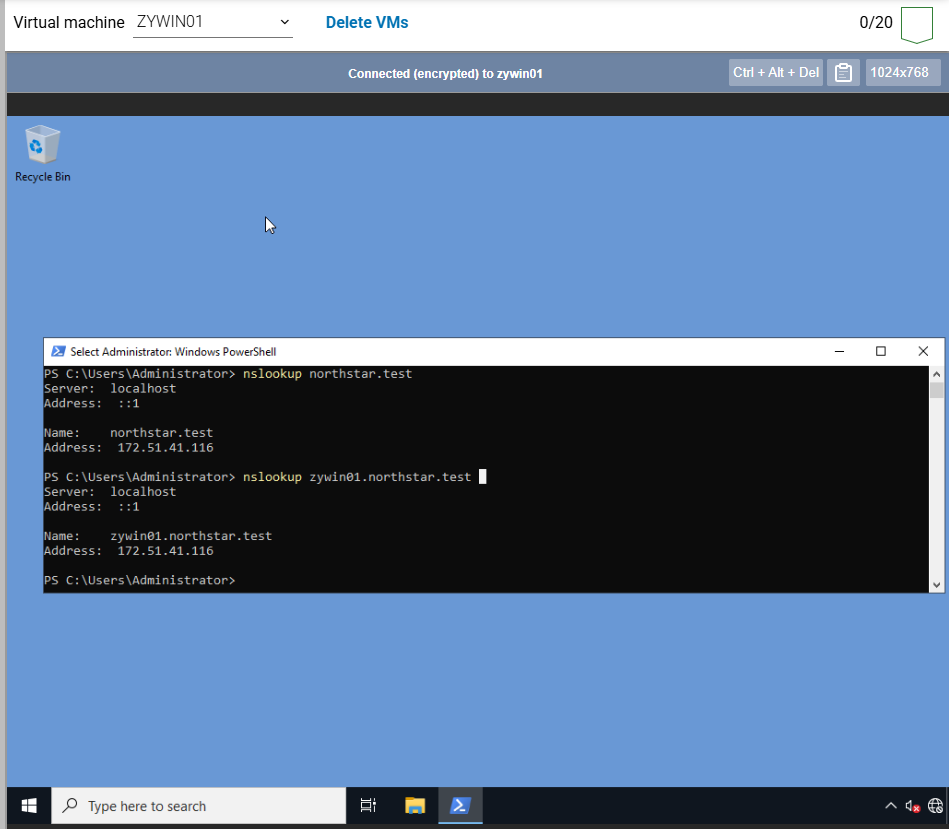 Virtual machine ZYWIN01 Delete VMs 0/20
Connected (encrypted) to zywin01 Ctrl + Alt + Del 1024x768
Recycle Bin
Select Administrator: Windows PowerShell
PS C:\Users\Administrator> nslookup northstar.test
Server:  localhost
Address:  ::1
Name:    northstar.test
Address:  172.51.41.116
PS C:\Users\Administrator> nslookup zywin01.northstar.test
Server:  localhost
Address:  ::1
Name:    zywin01.northstar.test
Address:  172.51.41.116
PS C:\Users\Administrator>
Type here to search